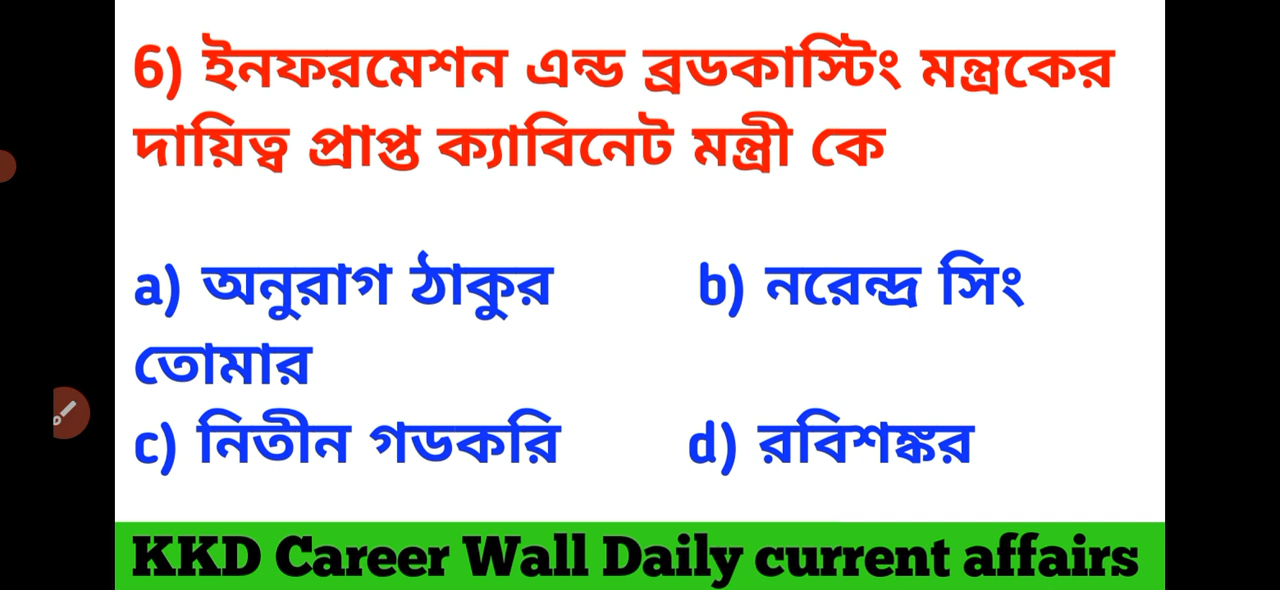 6) ইনফরমেশন এন্ড ব্রডকাস্টিং মন্ত্রকের
দায়িত্ব প্রাপ্ত ক্যাবিনেট মন্ত্রী কে
a) অনুরাগ ঠাকুর b) নরেন্দ্র সিং
তোমার
c) নিতীন গডকরি d) রবিশঙ্কর
KKD Career Wall Daily current affairs